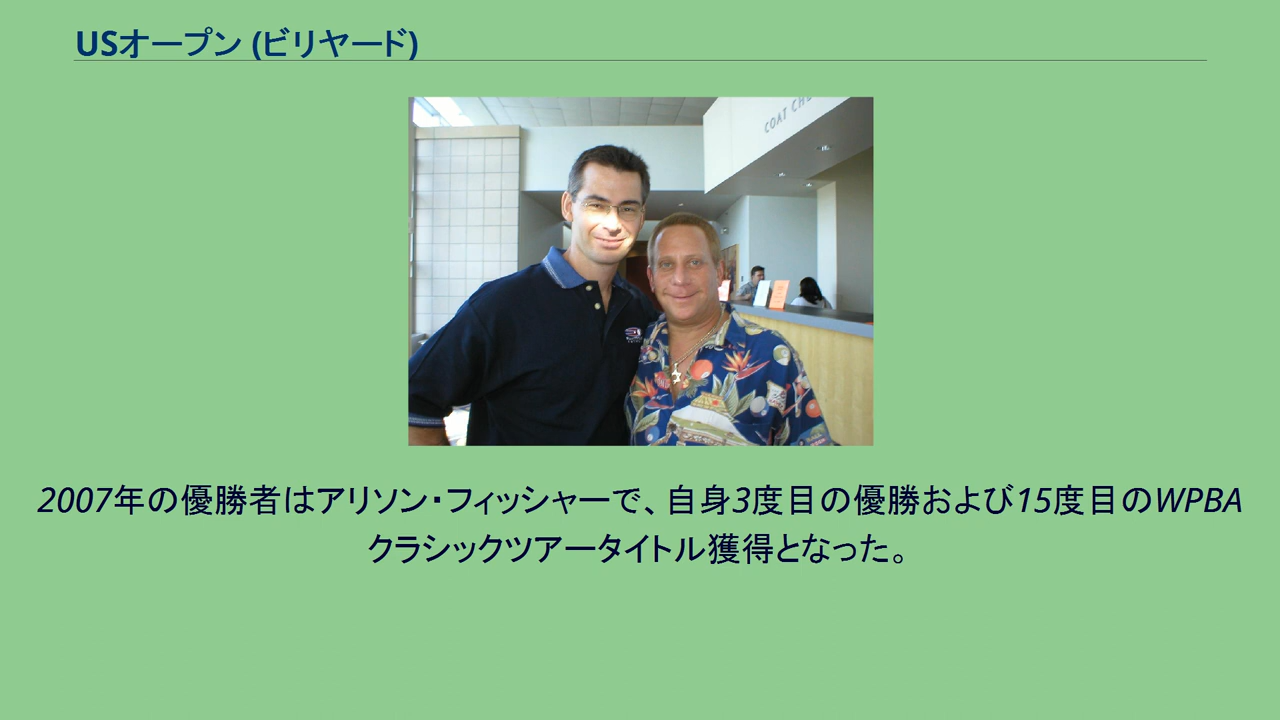 USオープン (ビリヤード)
COAT CHE
2007年の優勝者はアリソン・フィッシャーで、自身3度目の優勝および15度目のWPBA
クラシックツアータイトル獲得となった。